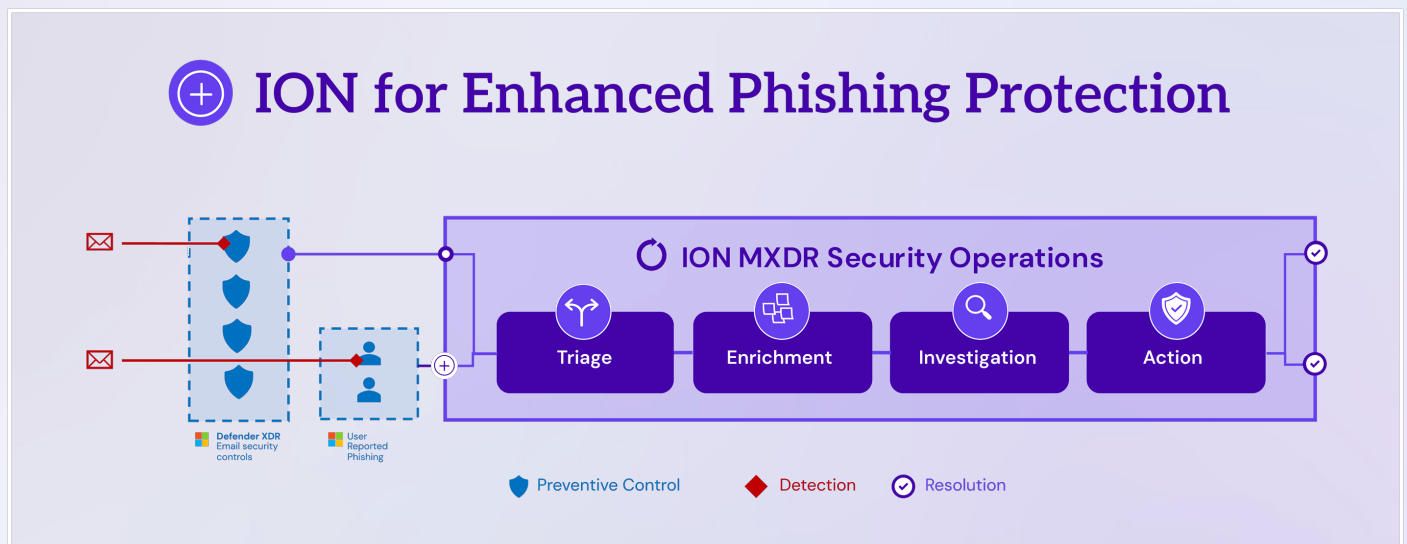 ION for Enhanced Phishing Protection
ION MXDR Security Operations
Triage
Enrichment
Investigation
Action
Defender XDR
Email security
controls
User
Reported
Phishing
Preventive Control
Detection
Resolution